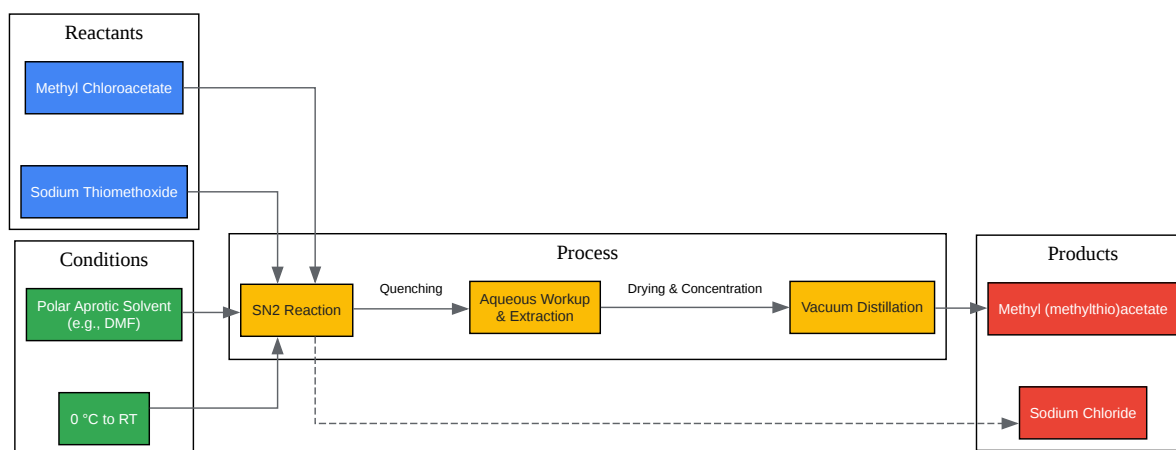 Reactants
Methyl Chloroacetate
Sodium Thiomethoxide
Conditions
Polar Aprotic Solvent
(e.g., DMF)
0 °C to RT
Process
SN2 Reaction
Quenching
Aqueous Workup
& Extraction
Drying & Concentration
Vacuum Distillation
Products
Methyl (methylthio)acetate
Sodium Chloride